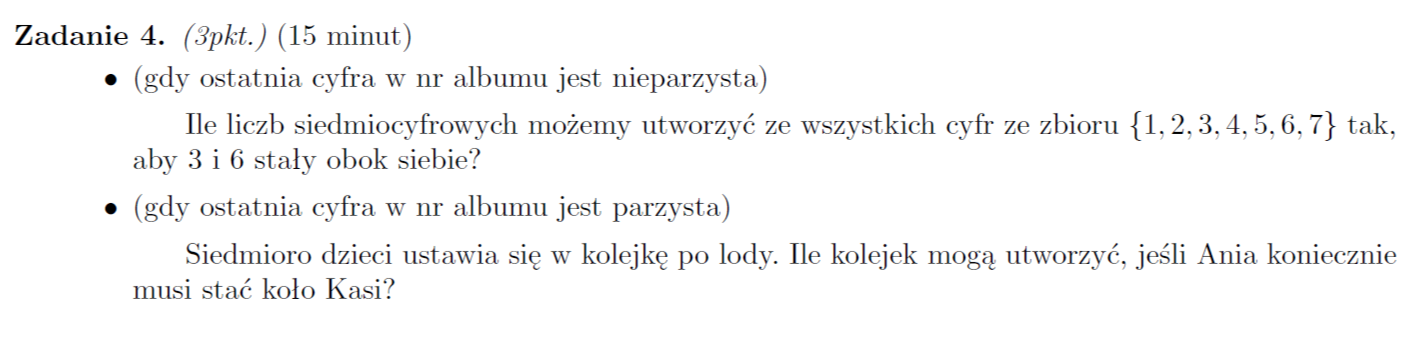 Zadanie 4. (3pkt.) (15 minut)
• (gdy ostatnia cyfra w nr albumu jest nieparzysta)
Ile liczb siedmiocyfrowych możemy utworzyć ze wszystkich cyfr ze zbioru {1, 2, 3, 4, 5, 6, 7} tak,
aby 3 i 6 stały obok siebie?
• (gdy ostatnia cyfra w nr albumu jest parzysta)
Siedmioro dzieci ustawia się w kolejkę po lody. Ile kolejek mogą utworzyć, jeśli Ania koniecznie
musi stać koło Kasi?